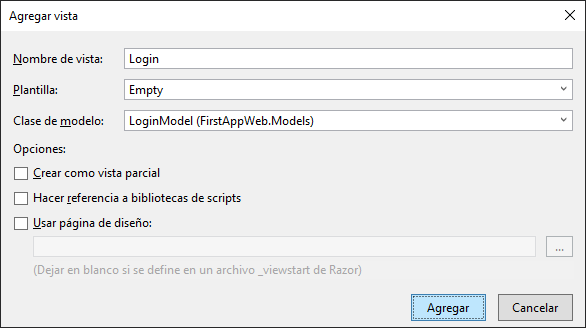 Agregar vista
Nombre de vista: Login
Plantilla: Empty
Clase de modelo: LoginModel (FirstAppWeb.Models)
Opciones:
Crear como vista parcial
Hacer referencia a bibliotecas de scripts
Usar página de diseño:
...
(Dejar en blanco si se define en un archivo _viewstart de Razor)
Agregar Cancelar